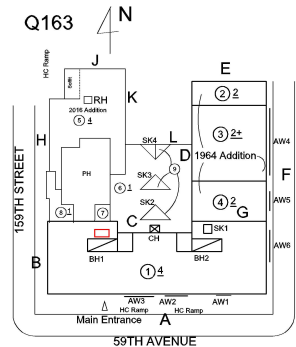 Q163
N
HC Ramp
J
E
Soffit
RH
2016 Addition
5 4
K
2 2
H
3 2+
SK4
L
D
9
AW4
1964 Addition
F
PH
SK3
6 1
159TH STREET
8 1
7
SK2
4 2
AW5
G
C
SK1
CH
AW6
B
BH1
BH2
1 4
AW3
AW2
AW1
HC Ramp
HC Ramp
Main Entrance
A
59TH AVENUE